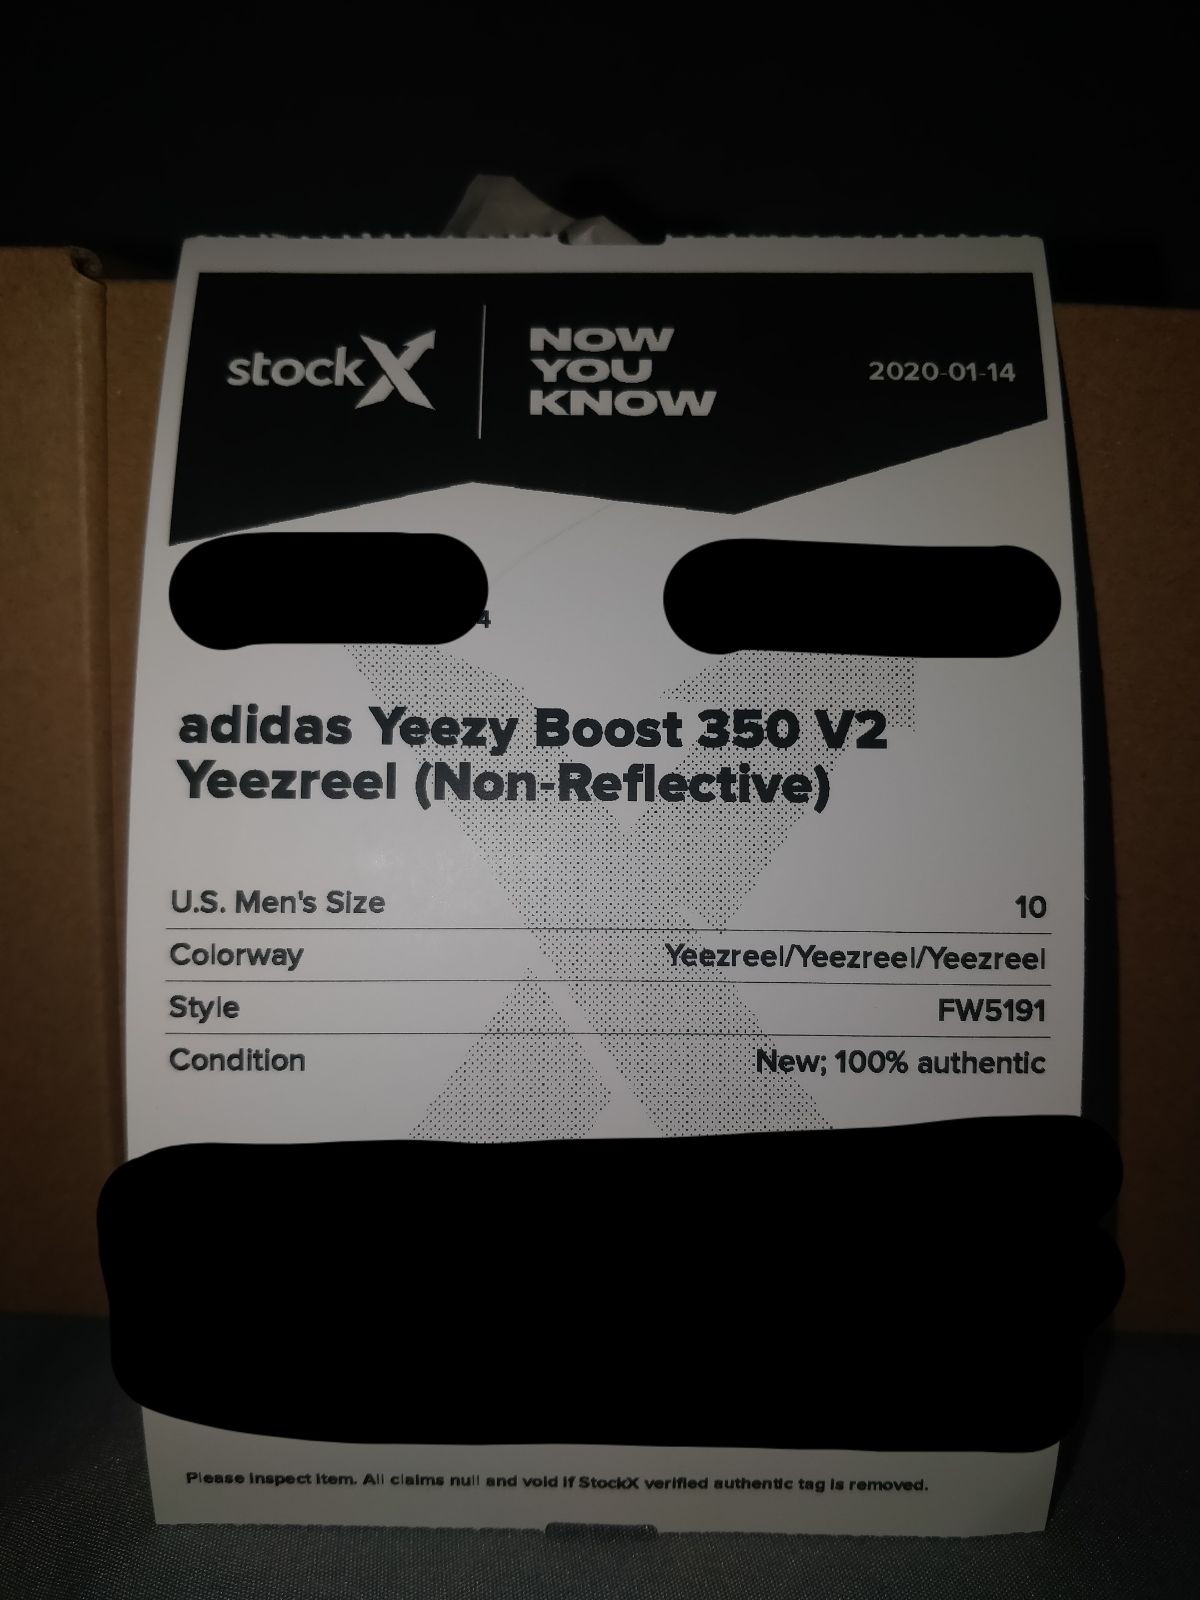 stockX
NOW
YOU
KNOW
2020-01-14
4
adidas Yeezy Boost 350 V2
Yeezreel (Non-Reflective)
U.S. Men's Size 10
Colorway Yeezreel/Yeezreel/Yeezreel
Style FW5191
Condition New; 100% authentic
Please inspect item. All claims null and void if StockX verified authentic tag is removed.